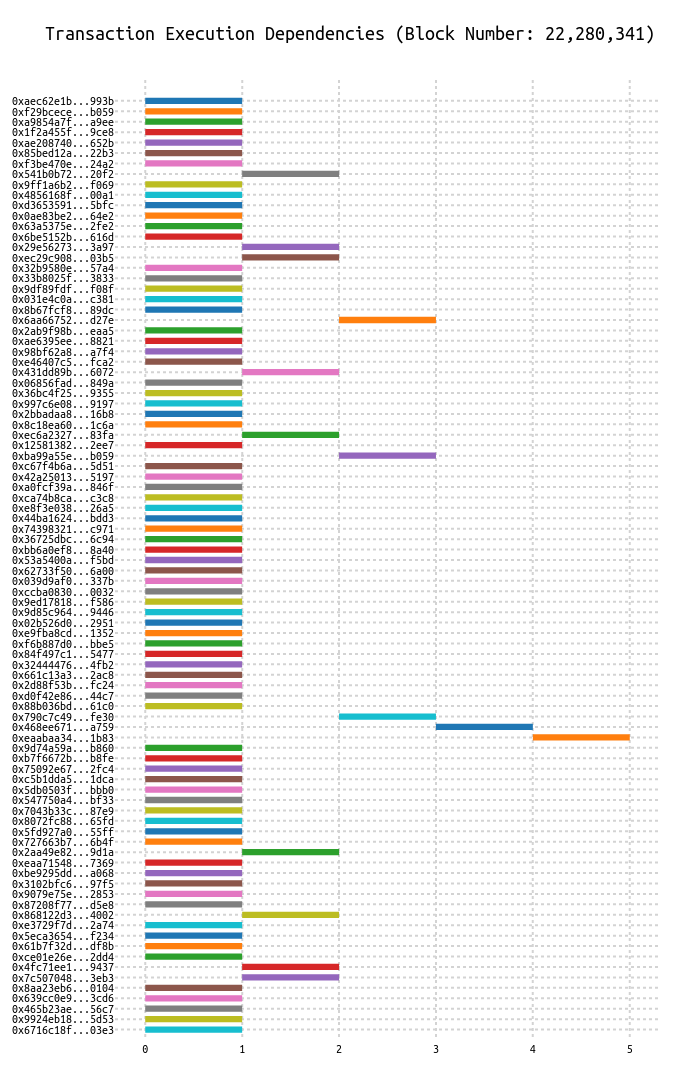 Transaction Execution Dependencies (Block Number: 22,280,341)
0xaec62e1b...993b
0xf29bcece...b059
0xa9854a7f...a9ee
0x1f2a455f...9ce8
0xae208740...652b
0x85bed12a...22b3
0xf3be470e...24a2
0x541b0b72...20f2
0x9ff1a6b2...f069
0x4856168f...00a1
0xd3653591...5bfc
0x0ae83be2...64e2
0x63a5375e...2fe2
0x6be5152b...616d
0x29e56273...3a97
0xec29c908...03b5
0x32b9580e...57a4
0x33b8025f...3833
0x9df89fdf...f08f
0x031e4c0a...c381
0x8b67fcf8...89dc
0x6aa66752...d27e
0x2ab9f98b...eaa5
0xae6395ee...8821
0x98bf62a8...a7f4
0xe46407c5...fca2
0x431dd89b...6072
0x06856fad...849a
0x36bc4f25...9355
0x997c6e08...9197
0x2bbadaa8...16b8
0x8c18ea60...1c6a
0xec6a2327...83fa
0x12581382...2ee7
0xba99a55e...b059
0xc67f4b6a...5d51
0x42a25013...5197
0xa0fcf39a...846f
0xca74b8ca...c3c8
0xe8f3e038...26a5
0x44ba1624...bdd3
0x74398321...c971
0x36725dbc...6c94
0xbb6a0ef8...8a40
0x53a5400a...f5bd
0x62733f50...6a00
0x039d9af0...337b
0xccba0830...0032
0x9ed17818...f586
0x9d85c964...9446
0x02b526d0...2951
0xe9fba8cd...1352
0xf6b887d0...bbe5
0x84f497c1...5477
0x32444476...4fb2
0x661c13a3...2ac8
0x2d88f53b...fc24
0xd0f42e86...44c7
0x88b036bd...61c0
0x790c7c49...fe30
0x468ee671...a759
0xeaabaa34...1b83
0x9d74a59a...b860
0xb7f6672b...b8fe
0x75092e67...2fc4
0xc5b1dda5...1dca
0x5db0503f...bbb0
0x547750a4...bf33
0x7043b33c...87e9
0x8072fc88...65fd
0x5fd927a0...55ff
0x727663b7...6b4f
0x2aa49e82...9d1a
0xeaa71548...7369
0xbe9295dd...a068
0x3102bfc6...97f5
0x9079e75e...2853
0x87208f77...d5e8
0x868122d3...4002
0xe3729f7d...2a74
0x5eca3654...f234
0x61b7f32d...df8b
0xce01e26e...2dd4
0x4fc71ee1...9437
0x7c507048...3eb3
0x8aa23eb6...0104
0x639cc0e9...3cd6
0x465b23ae...56c7
0x9924eb18...5d53
0x6716c18f...03e3
0 1 2 3 4 5